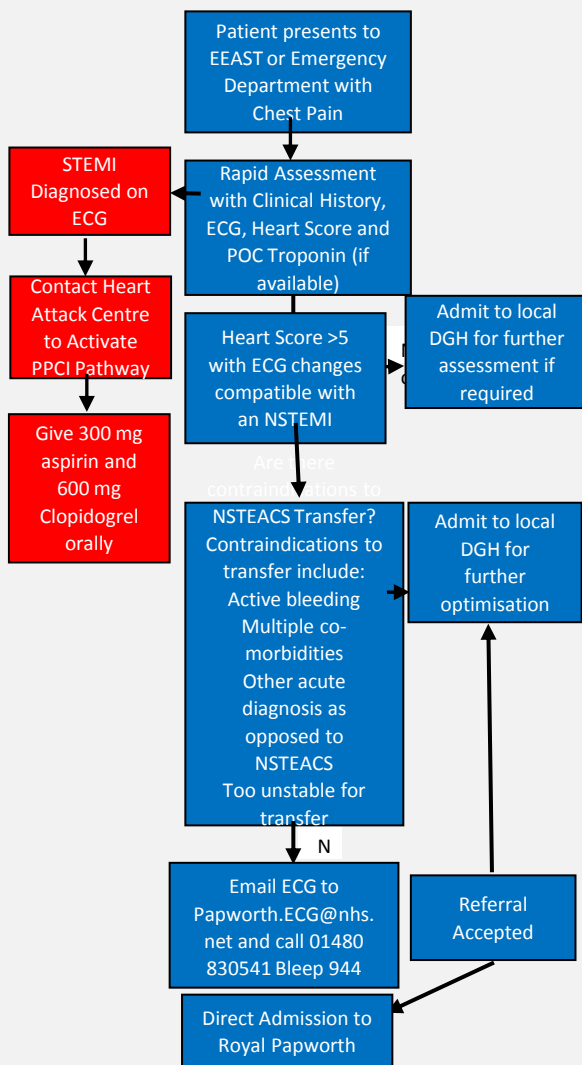 Patient presents to
EEAST or Emergency
Department with
Chest Pain
STEMI
Diagnosed on
ECG
Rapid Assessment
with Clinical History,
ECG, Heart Score and
POC Troponin (if
available)
Contact Heart
Attack Centre
to Activate
PPCI Pathway
Heart Score >5
with ECG changes
compatible with
an NSTEMI
Admit to local
DGH for further
assessment if
required
Give 300 mg
aspirin and
600 mg
Clopidogrel
orally
Are there
contraindications to
NSTEACS Transfer?
Contraindications to
transfer include:
Active bleeding
Multiple co-
morbidities
Other acute
diagnosis as
opposed to
NSTEACS
Too unstable for
transfer
Admit to local
DGH for
further
optimisation
N
Email ECG to
Papworth.ECG@nhs.
net and call 01480
830541 Bleep 944
Referral
Accepted
Direct Admission to
Royal Papworth